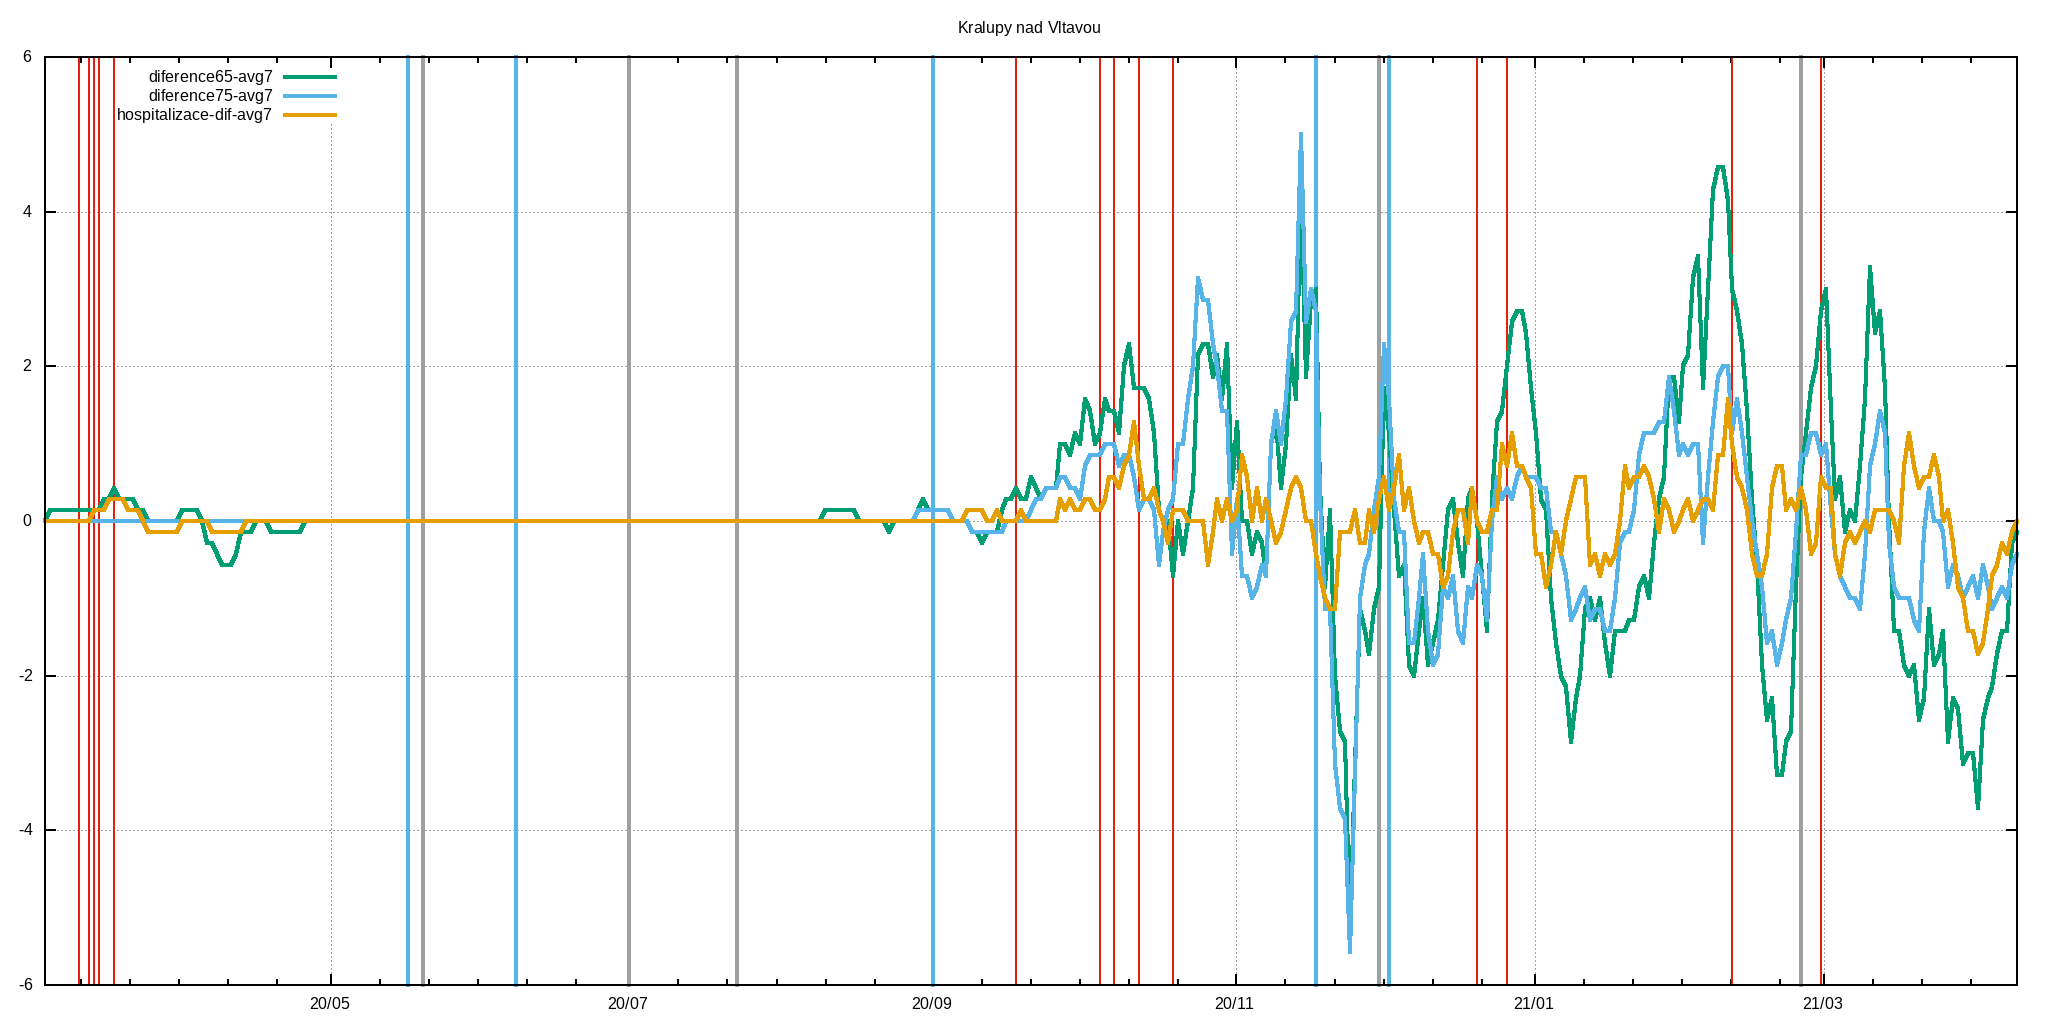 Kralupy nad Vltavou
diference65-avg7
diference75-avg7
hospitalizace-dif-avg7
6
4
2
0
-2
-4
-6
20/05 20/07 20/09 20/11 21/01 21/03